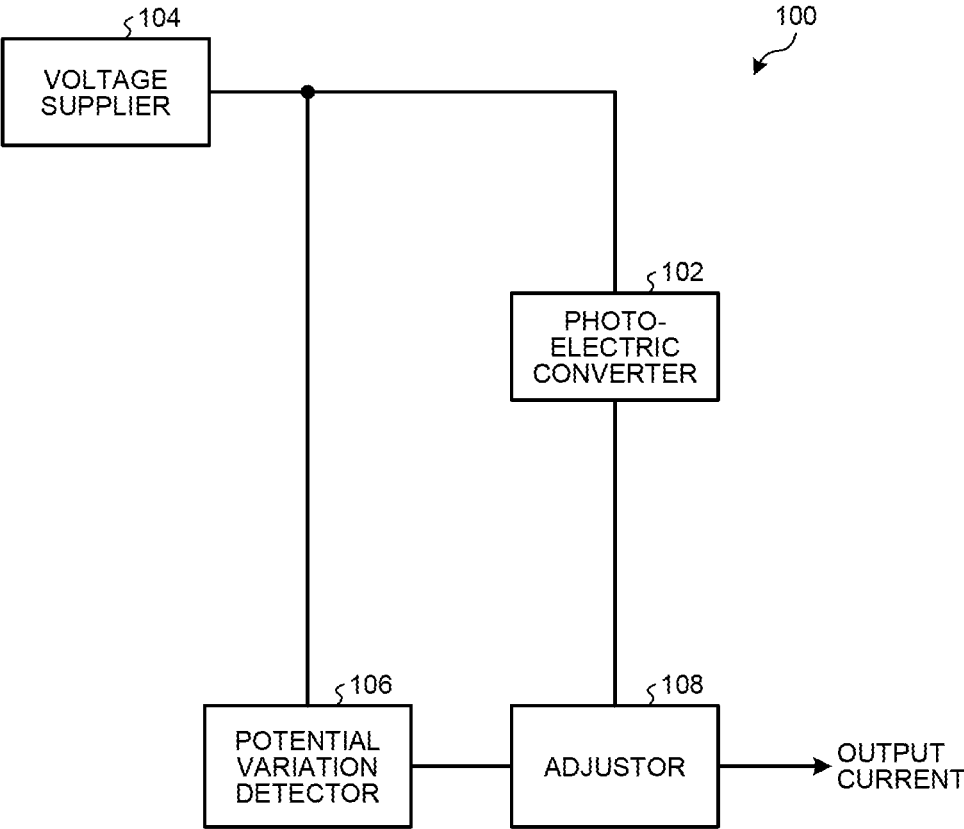 104
100
VOLTAGE
SUPPLIER
102
PHOTO-
ELECTRIC
CONVERTER
106
108
POTENTIAL
VARIATION
DETECTOR
ADJUSTOR
OUTPUT
CURRENT